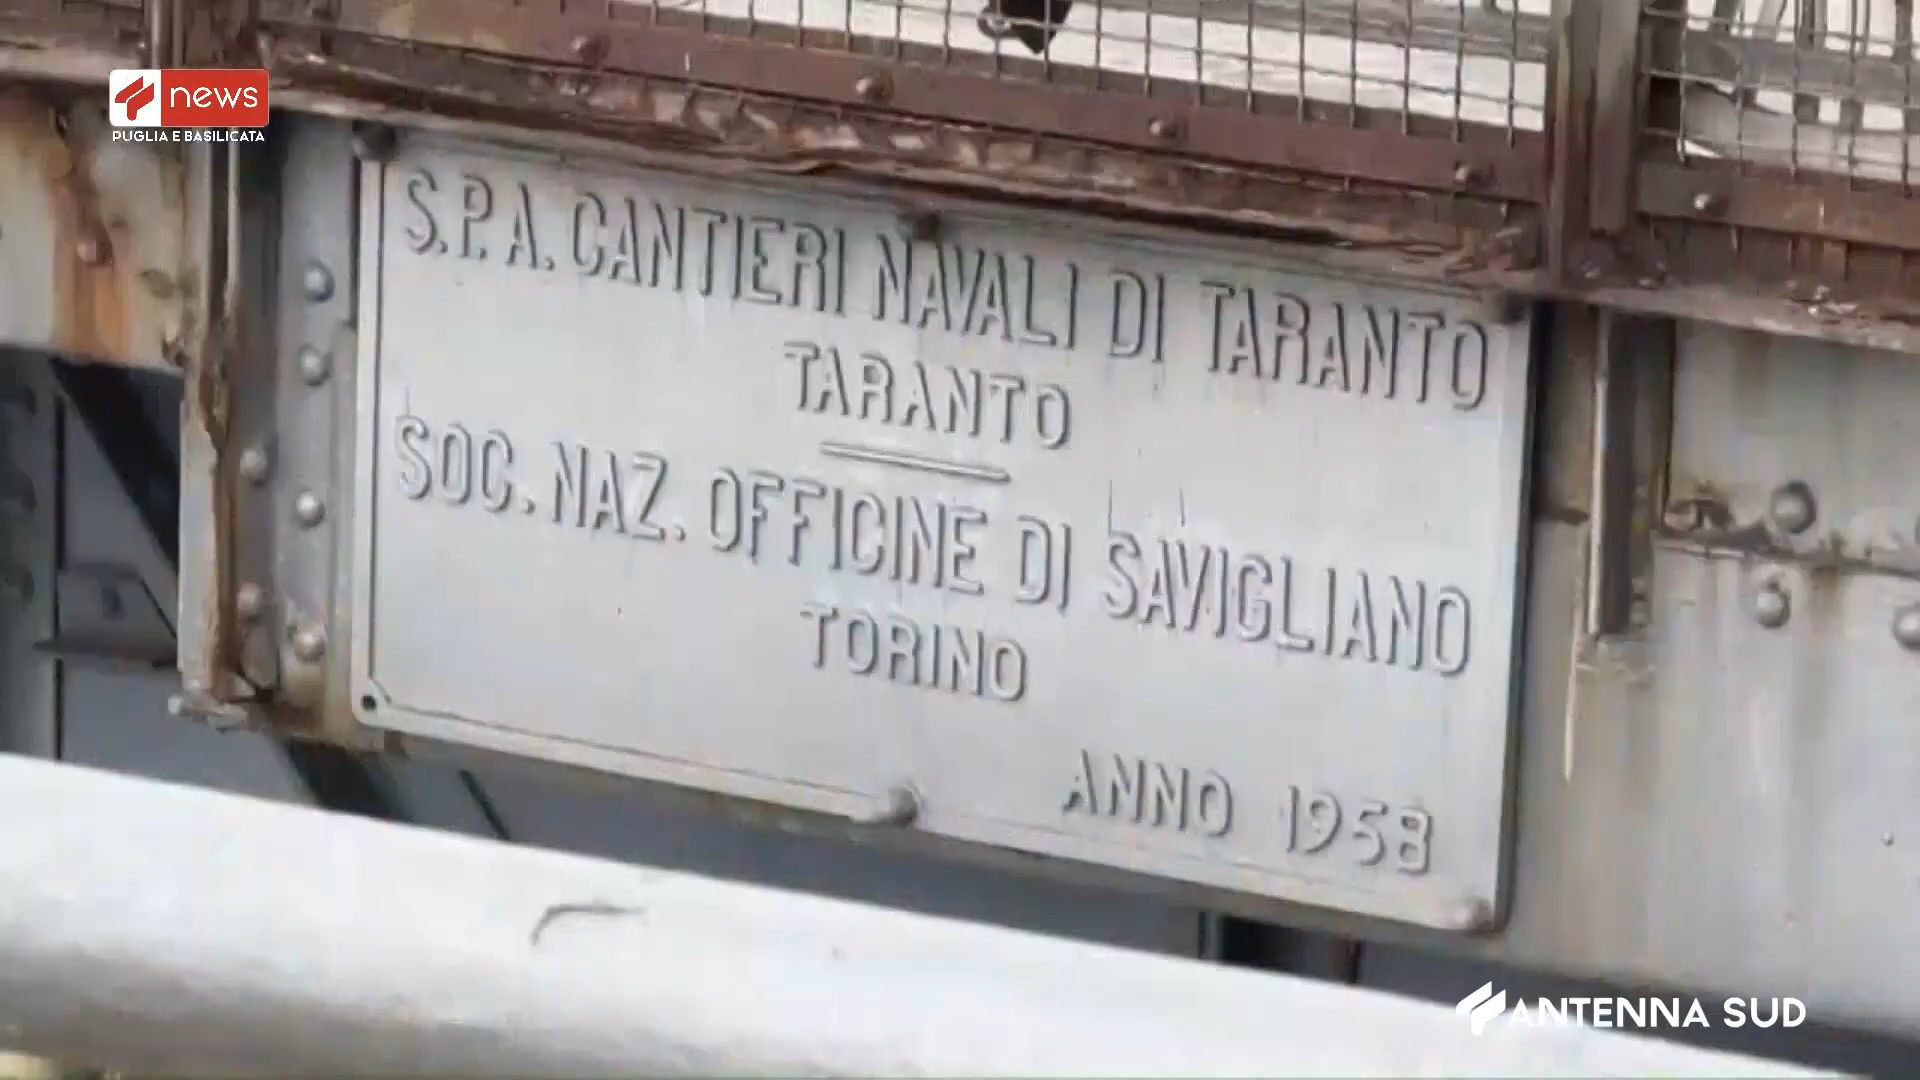 news
PUGLIA E BASILICATA
S.P.A. CANTIERI NAVALI DI TARANTO
TARANTO
SOC. NAZ. OFFICINE DI SAVIGLIANO
TORINO
ANNO 1958
ANTENNA SUD